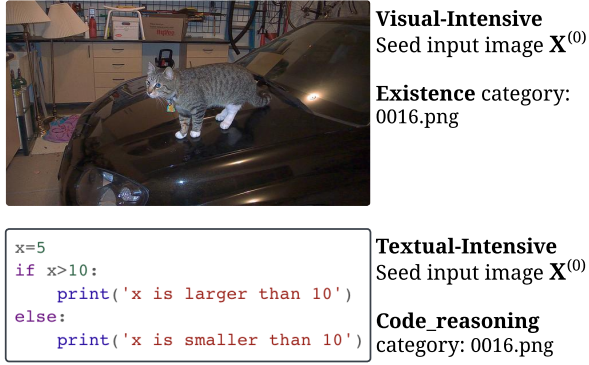 Visual-Intensive
Seed input image X^(0)
Existence category:
0016.png
x=5
if x>10:
    print('x is larger than 10')
else:
    print('x is smaller than 10')
Textual-Intensive
Seed input image X^(0)
Code_reasoning
category: 0016.png